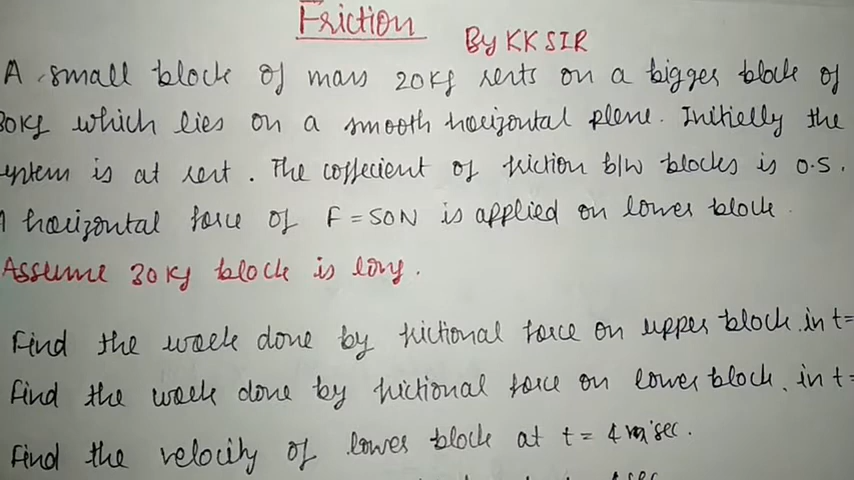 Friction
By KK SIR
A small block of mass 20Kg rests on a bigger block of
30Kg which lies on a smooth horizontal plane. Initially the
system is at rest. The coffecient of friction b/w blocks is 0.5.
A horizontal force of F = 50N is applied on lower block.
Assume 30Kg block is long.
Find the work done by frictional force on upper block in t=
Find the work done by frictional force on lower block. in t=
Find the velocity of lower block at t = 4 sec.